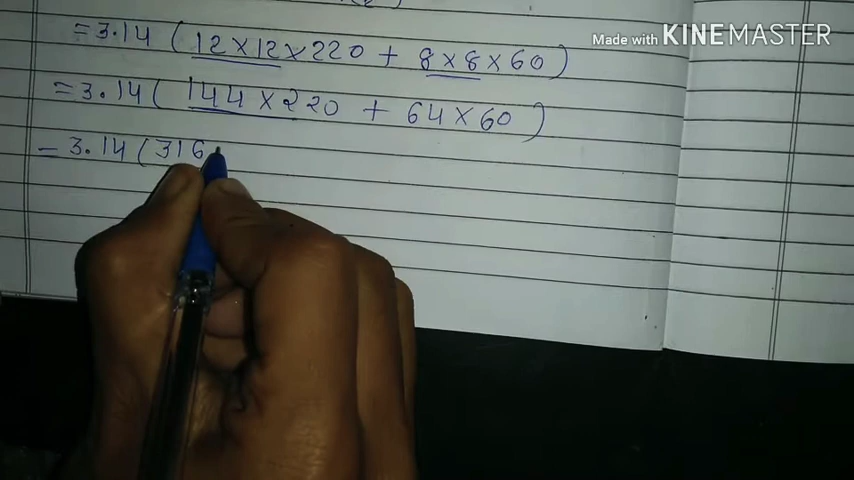 Made with KINEMASTER
=3.14 (12×12×220 + 8×8×60)
=3.14( 144×220 + 64×60 )
= 3.14 (316